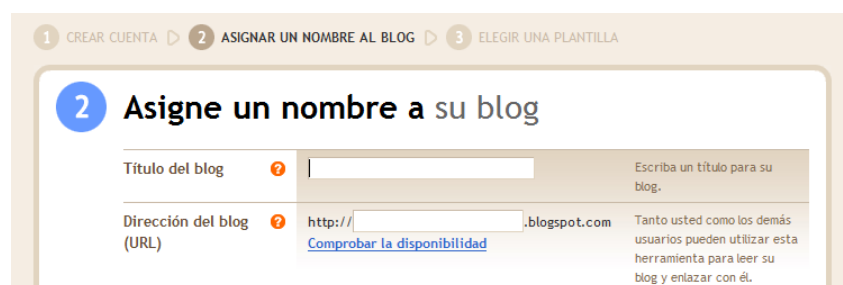 1 CREAR CUENTA 2 ASIGNAR UN NOMBRE AL BLOG 3 ELEGIR UNA PLANTILLA
2 Asigne un nombre a su blog
Título del blog ? Escriba un título para su
blog.
Dirección del blog ? http:// .blogspot.com Tanto usted como los demás
(URL) Comprobar la disponibilidad usuarios pueden utilizar esta
herramienta para leer su
blog y enlazar con él.